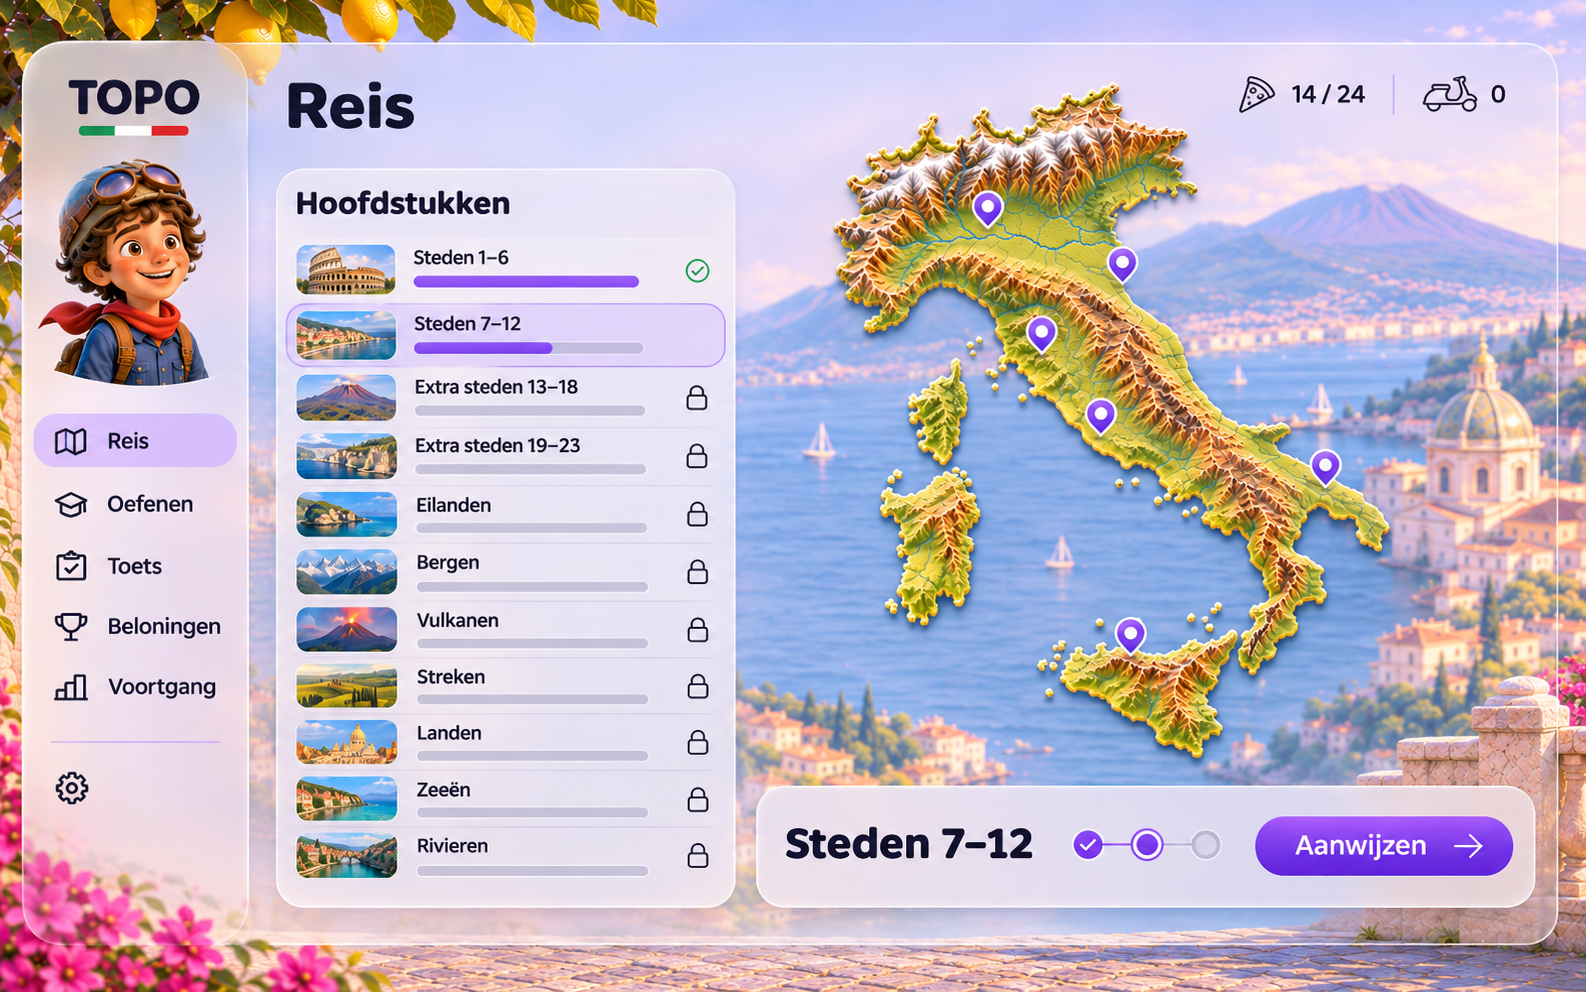 TOPO
Reis
14 / 24
0
Hoofdstukken
Steden 1–6
Steden 7–12
Extra steden 13–18
Extra steden 19–23
Eilanden
Bergen
Vulkanen
Streken
Landen
Zeeën
Rivieren
Reis
Oefenen
Toets
Beloningen
Voortgang
Steden 7–12
Aanwijzen